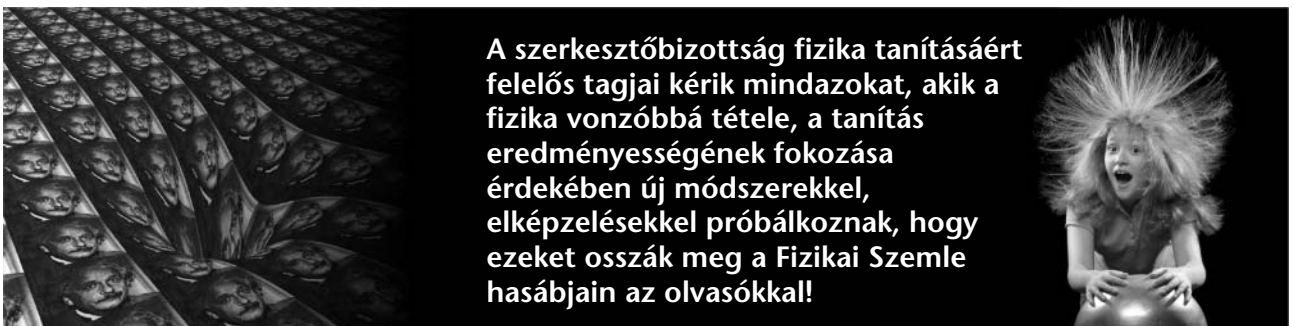 A szerkesztőbizottság fizika tanításáért
felelős tagjai kérik mindazokat, akik a
fizika vonzóbbá tétele, a tanítás
eredményességének fokozása
érdekében új módszerekkel,
elképzelésekkel próbálkoznak, hogy
ezeket osszák meg a Fizikai Szemle
hasábjain az olvasókkal!